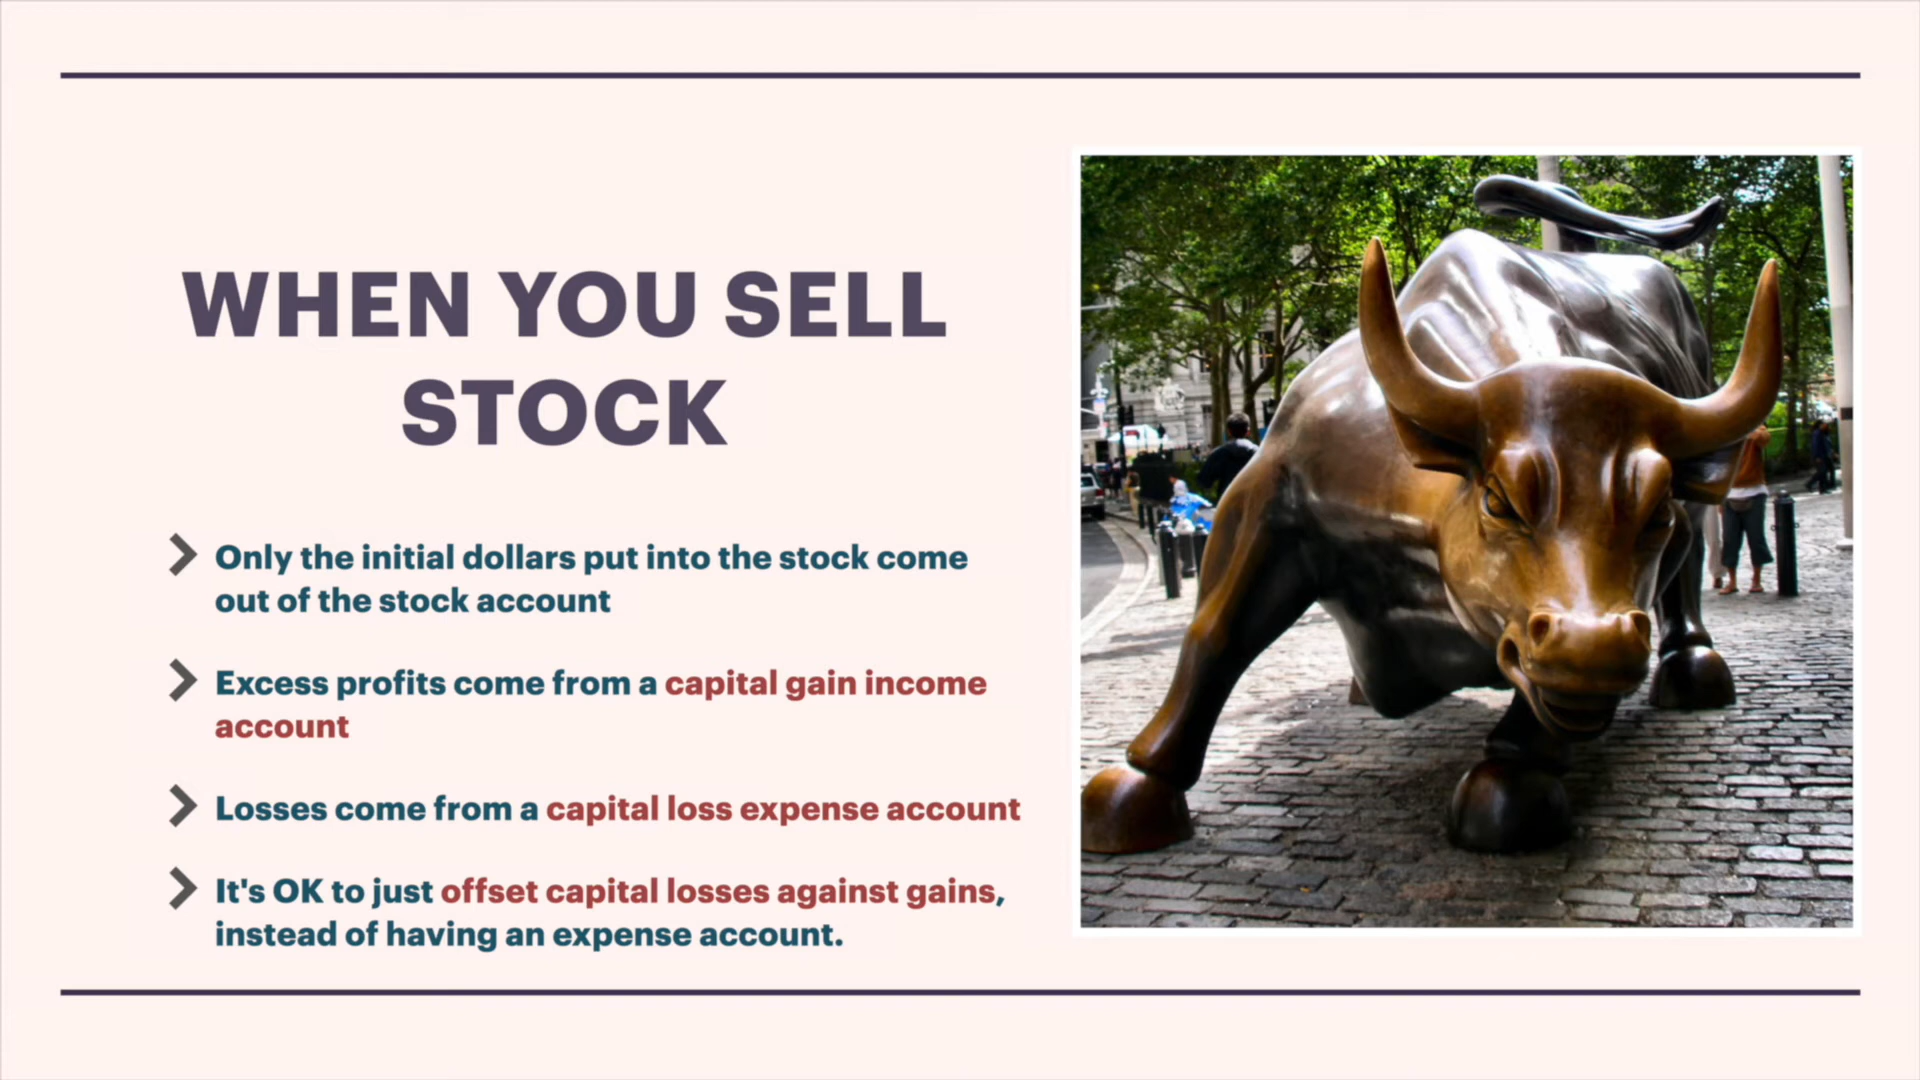 WHEN YOU SELL
STOCK
Only the initial dollars put into the stock come
out of the stock account
Excess profits come from a capital gain income
account
Losses come from a capital loss expense account
It's OK to just offset capital losses against gains,
instead of having an expense account.